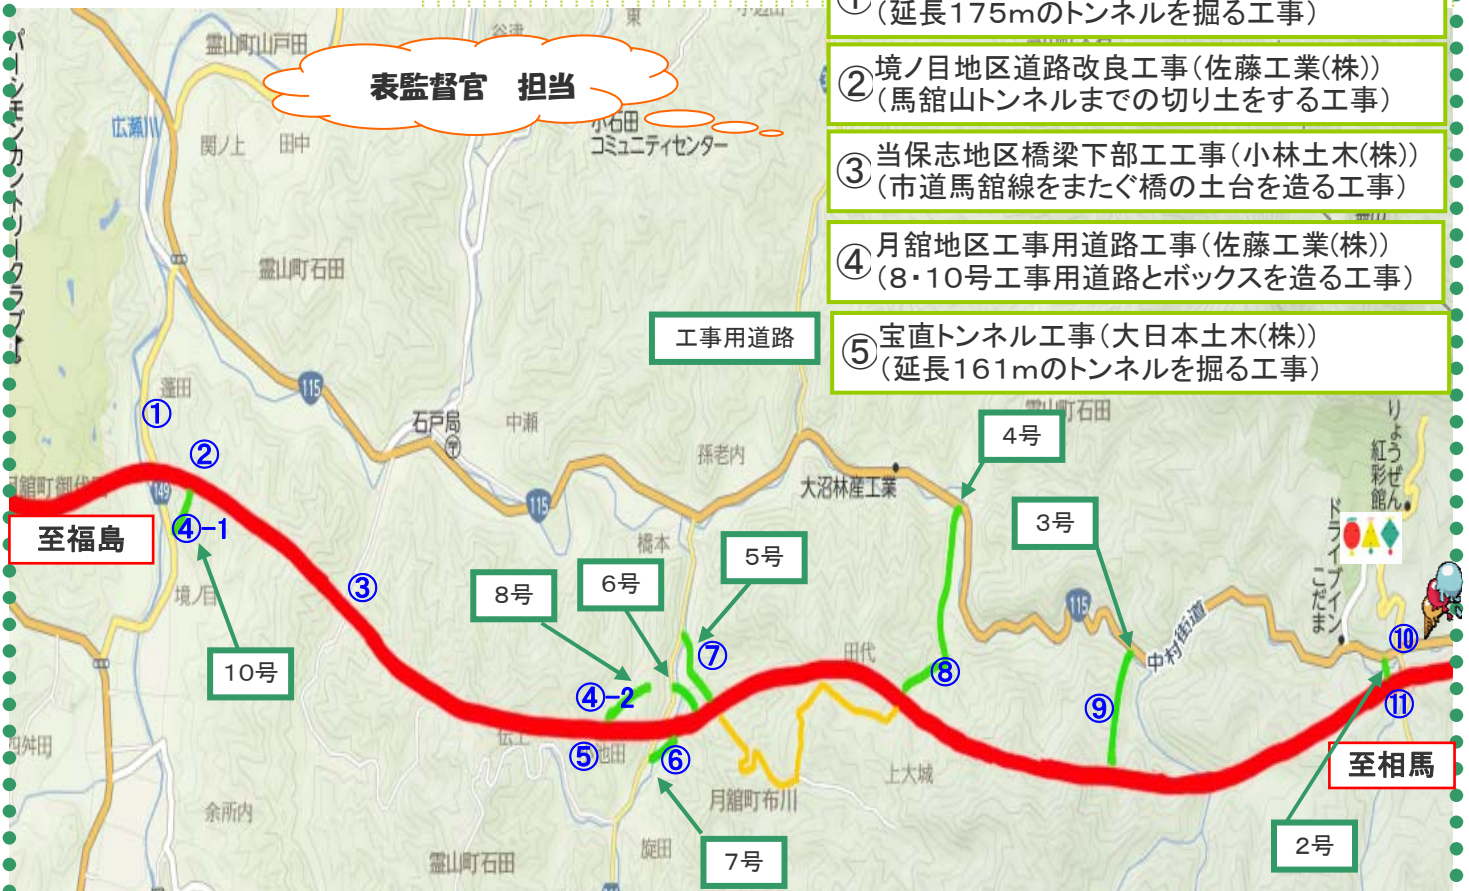 ①
(延長175mのトンネルを掘る工事)
②境ノ目地区道路改良工事(佐藤工業(株))
(馬舘山トンネルまでの切り土をする工事)
③当保志地区橋梁下部工工事(小林土木(株))
(市道馬舘線をまたぐ橋の土台を造る工事)
④月舘地区工事用道路工事(佐藤工業(株))
(8・10号工事用道路とボックスを造る工事)
⑤宝直トンネル工事(大日本土木(株))
(延長161mのトンネルを掘る工事)
表監督官 担当
工事用道路
パーシモンカントリークラブ
霊山町山戸田
谷津
東
広瀬川
関ノ上
田中
小石田
コミュニティセンター
霊山町石田
蓬田
115
石戸局
中瀬
孫老内
大沼林産工業
霊山町石田
りょうぜん
紅彩館
ドライブイン
こだま
①
②
149
至福島
④-1
115
橋本
4号
3号
5号
6号
8号
境ノ目
③
10号
④-2
⑦
田代
⑧
115
中村街道
⑩
⑨
⑪
伝上
⑤
池田
⑥
上大城
至相馬
月舘町布川
余所内
旋田
霊山町石田
7号
2号